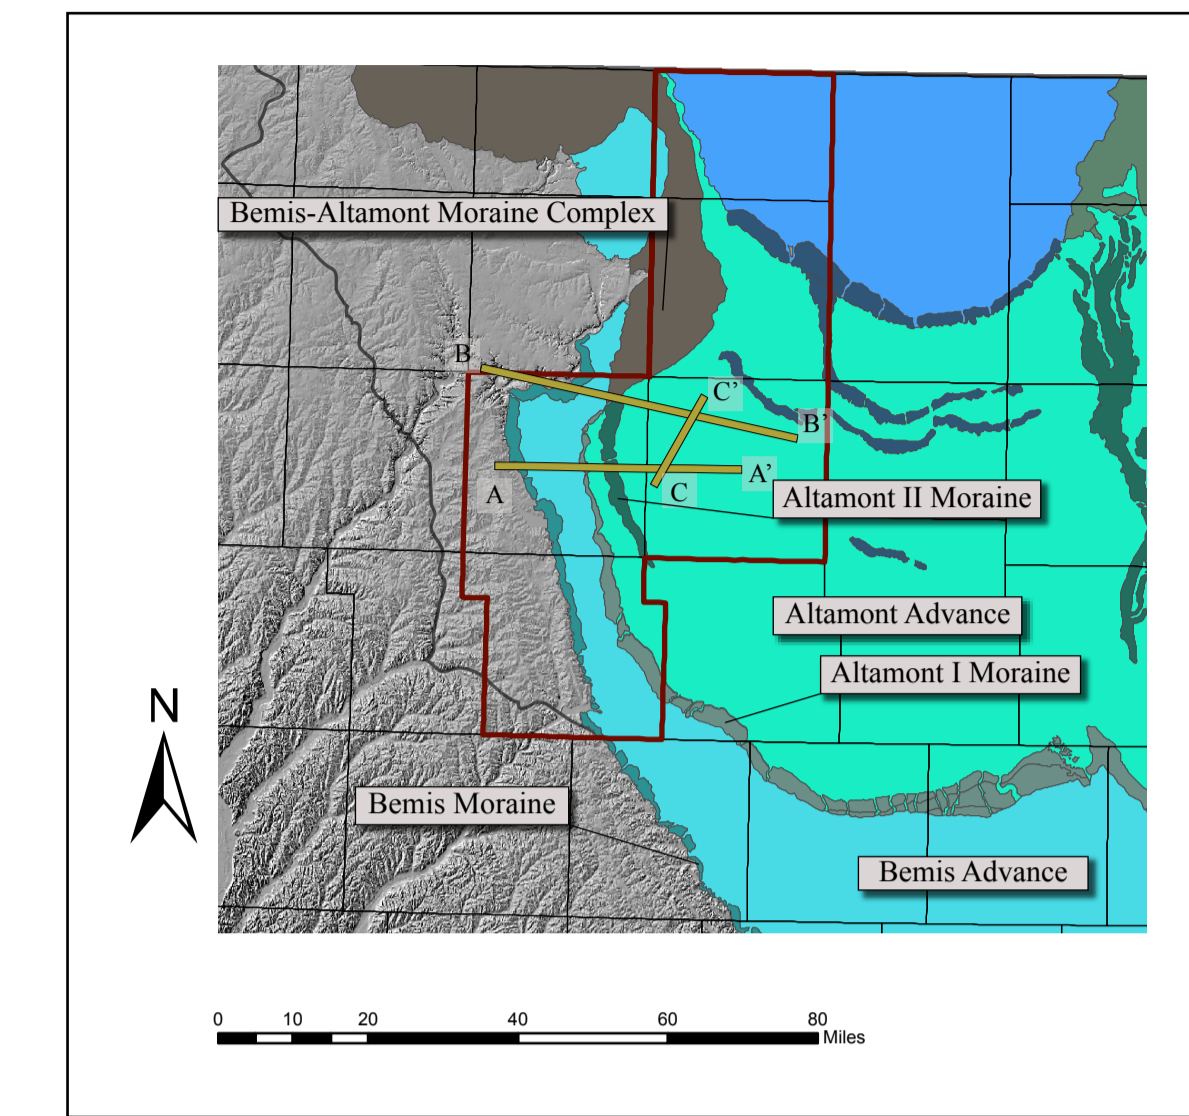 Bemis-Altamont Moraine Complex
B
C’
B’
A
A’
C
Altamont II Moraine
Altamont Advance
Altamont I Moraine
N
Bemis Moraine
Bemis Advance
0 10 20 40 60 80
Miles